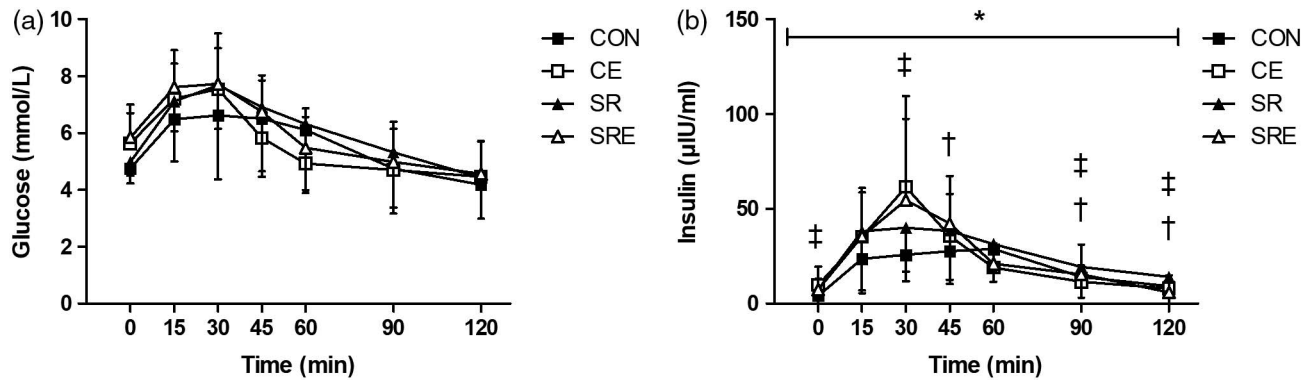 (a)
10
8
6
4
2
0
Glucose (mmol/L)
0 15 30 45 60 90 120
Time (min)
CON
CE
SR
SRE
(b)
150
100
50
0
Insulin (µIU/ml)
*
‡
‡
†
‡
†
‡
†
0 15 30 45 60 90 120
Time (min)
CON
CE
SR
SRE